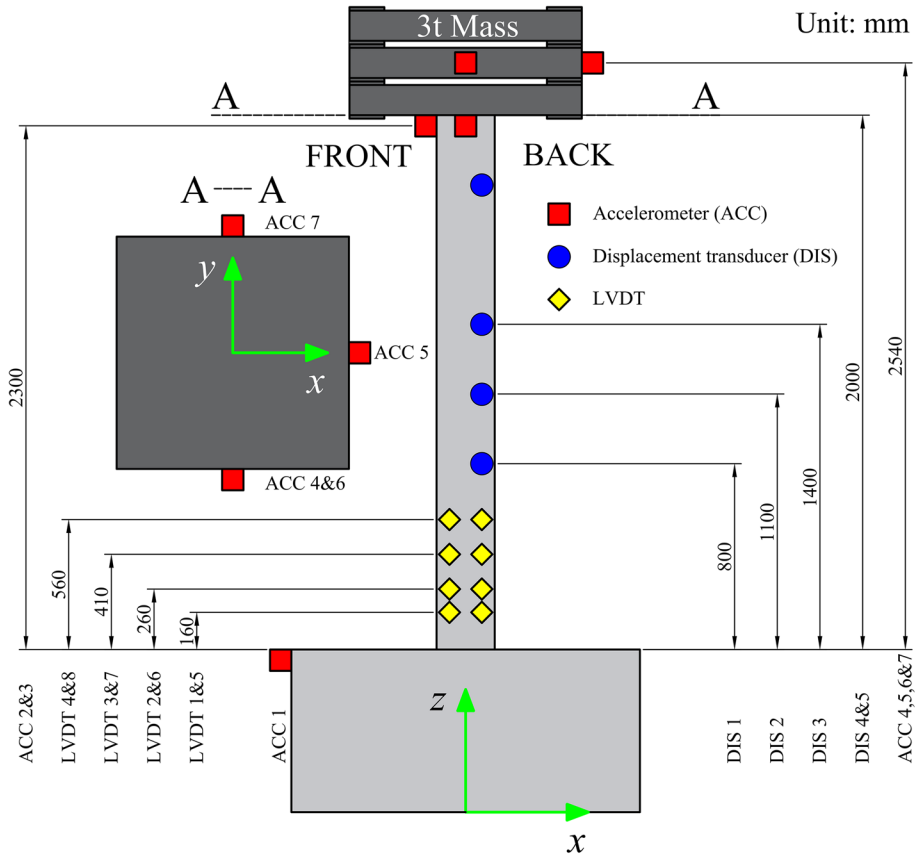 3t Mass
Unit: mm
A
A
FRONT
BACK
A
A
ACC 7
Accelerometer (ACC)
Displacement transducer (DIS)
LVDT
y
x
ACC 5
ACC 4&6
2300
560
410
260
160
800
1100
1400
2000
2540
ACC 2&3
LVDT 4&8
LVDT 3&7
LVDT 2&6
LVDT 1&5
ACC 1
z
x
DIS 1
DIS 2
DIS 3
DIS 4&5
ACC 4,5,6&7